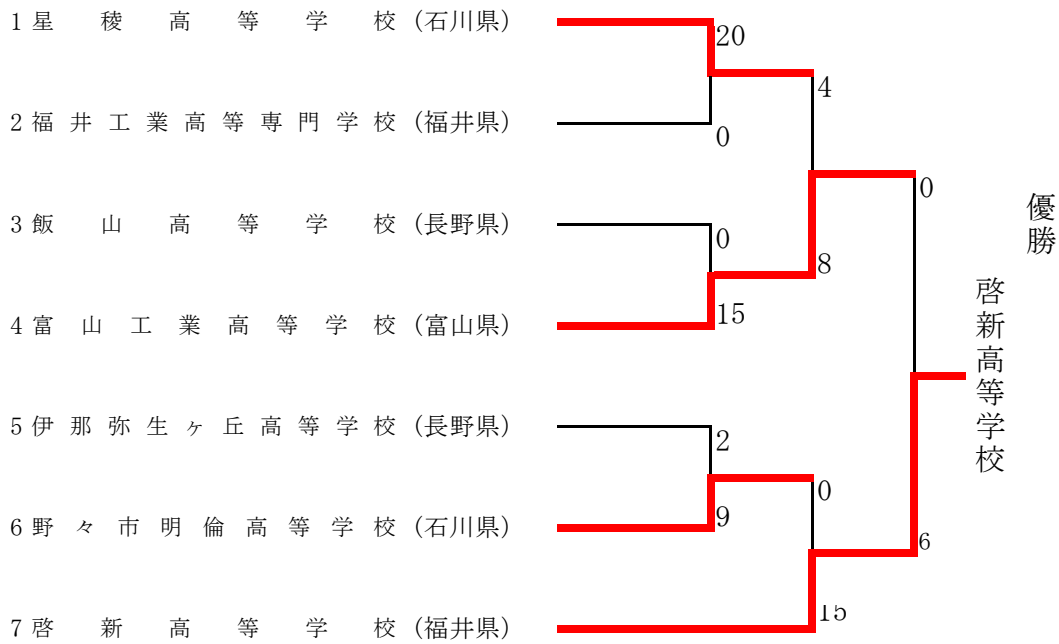 1 星稜高等学校 (石川県)
20
4
2 福井工業高等専門学校 (福井県)
0
0
3 飯山高等学校 (長野県)
0
8
4 富山工業高等学校 (富山県)
15
優勝
啓新高等学校
5 伊那弥生ヶ丘高等学校 (長野県)
2
0
6 野々市明倫高等学校 (石川県)
9
6
7 啓新高等学校 (福井県)
15